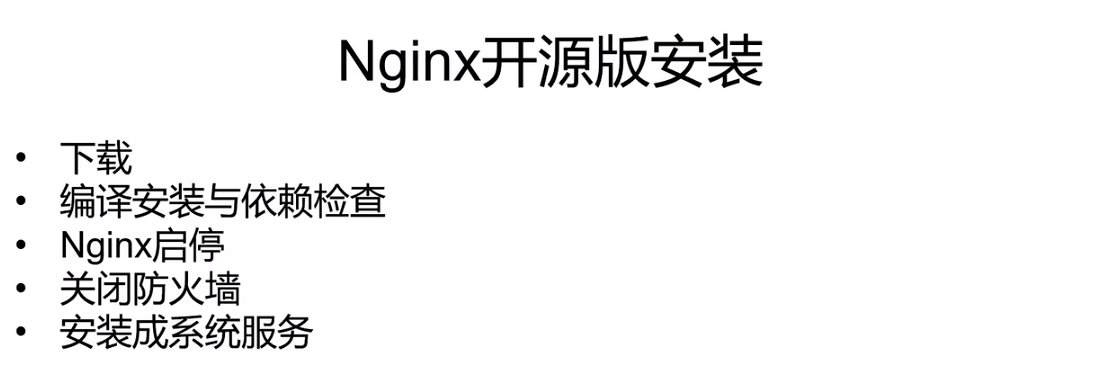 Nginx开源版安装
• 下载
• 编译安装与依赖检查
• Nginx启停
• 关闭防火墙
• 安装成系统服务